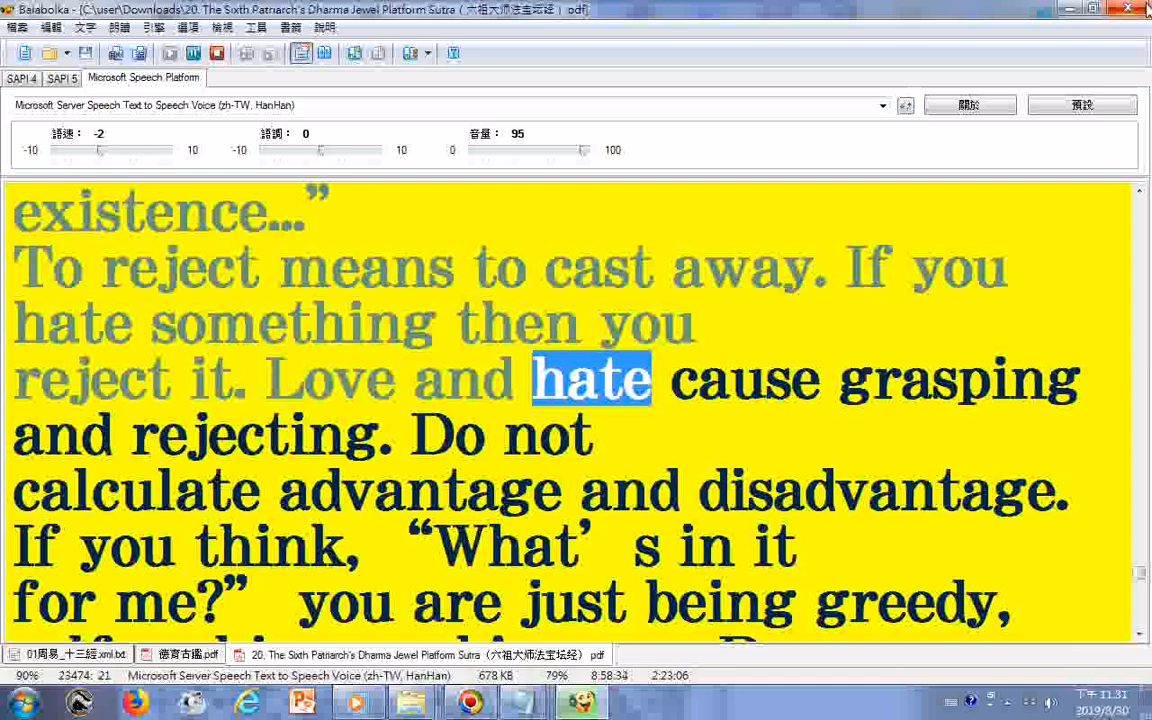 Balabolka - [C:\user\Downloads\20. The Sixth Patriarch's Dharma Jewel Platform Sutra（六祖大师法宝坛经）.pdf]
檔案 編輯 文字 朗讀 引擎 選項 檢視 工具 書籤 說明
SAPI 4 SAPI 5 Microsoft Speech Platform
Microsoft Server Speech Text to Speech Voice (zh-TW, HanHan) 關於 預設
語速： -2 語調： 0 音量： 95
-10 10 -10 10 0 100
existence...”
To reject means to cast away. If you
hate something then you
reject it. Love and hate cause grasping
and rejecting. Do not
calculate advantage and disadvantage.
If you think, “What’s in it
for me?” you are just being greedy,
01周易_十三經.xml.txt 德育古鑑.pdf 20. The Sixth Patriarch's Dharma Jewel Platform Sutra（六祖大师法宝坛经）.pdf
90% 23474: 21 Microsoft Server Speech Text to Speech Voice (zh-TW, HanHan) 678 KB 79% 8:58:34 2:23:06
下午 11:31
2019/8/30